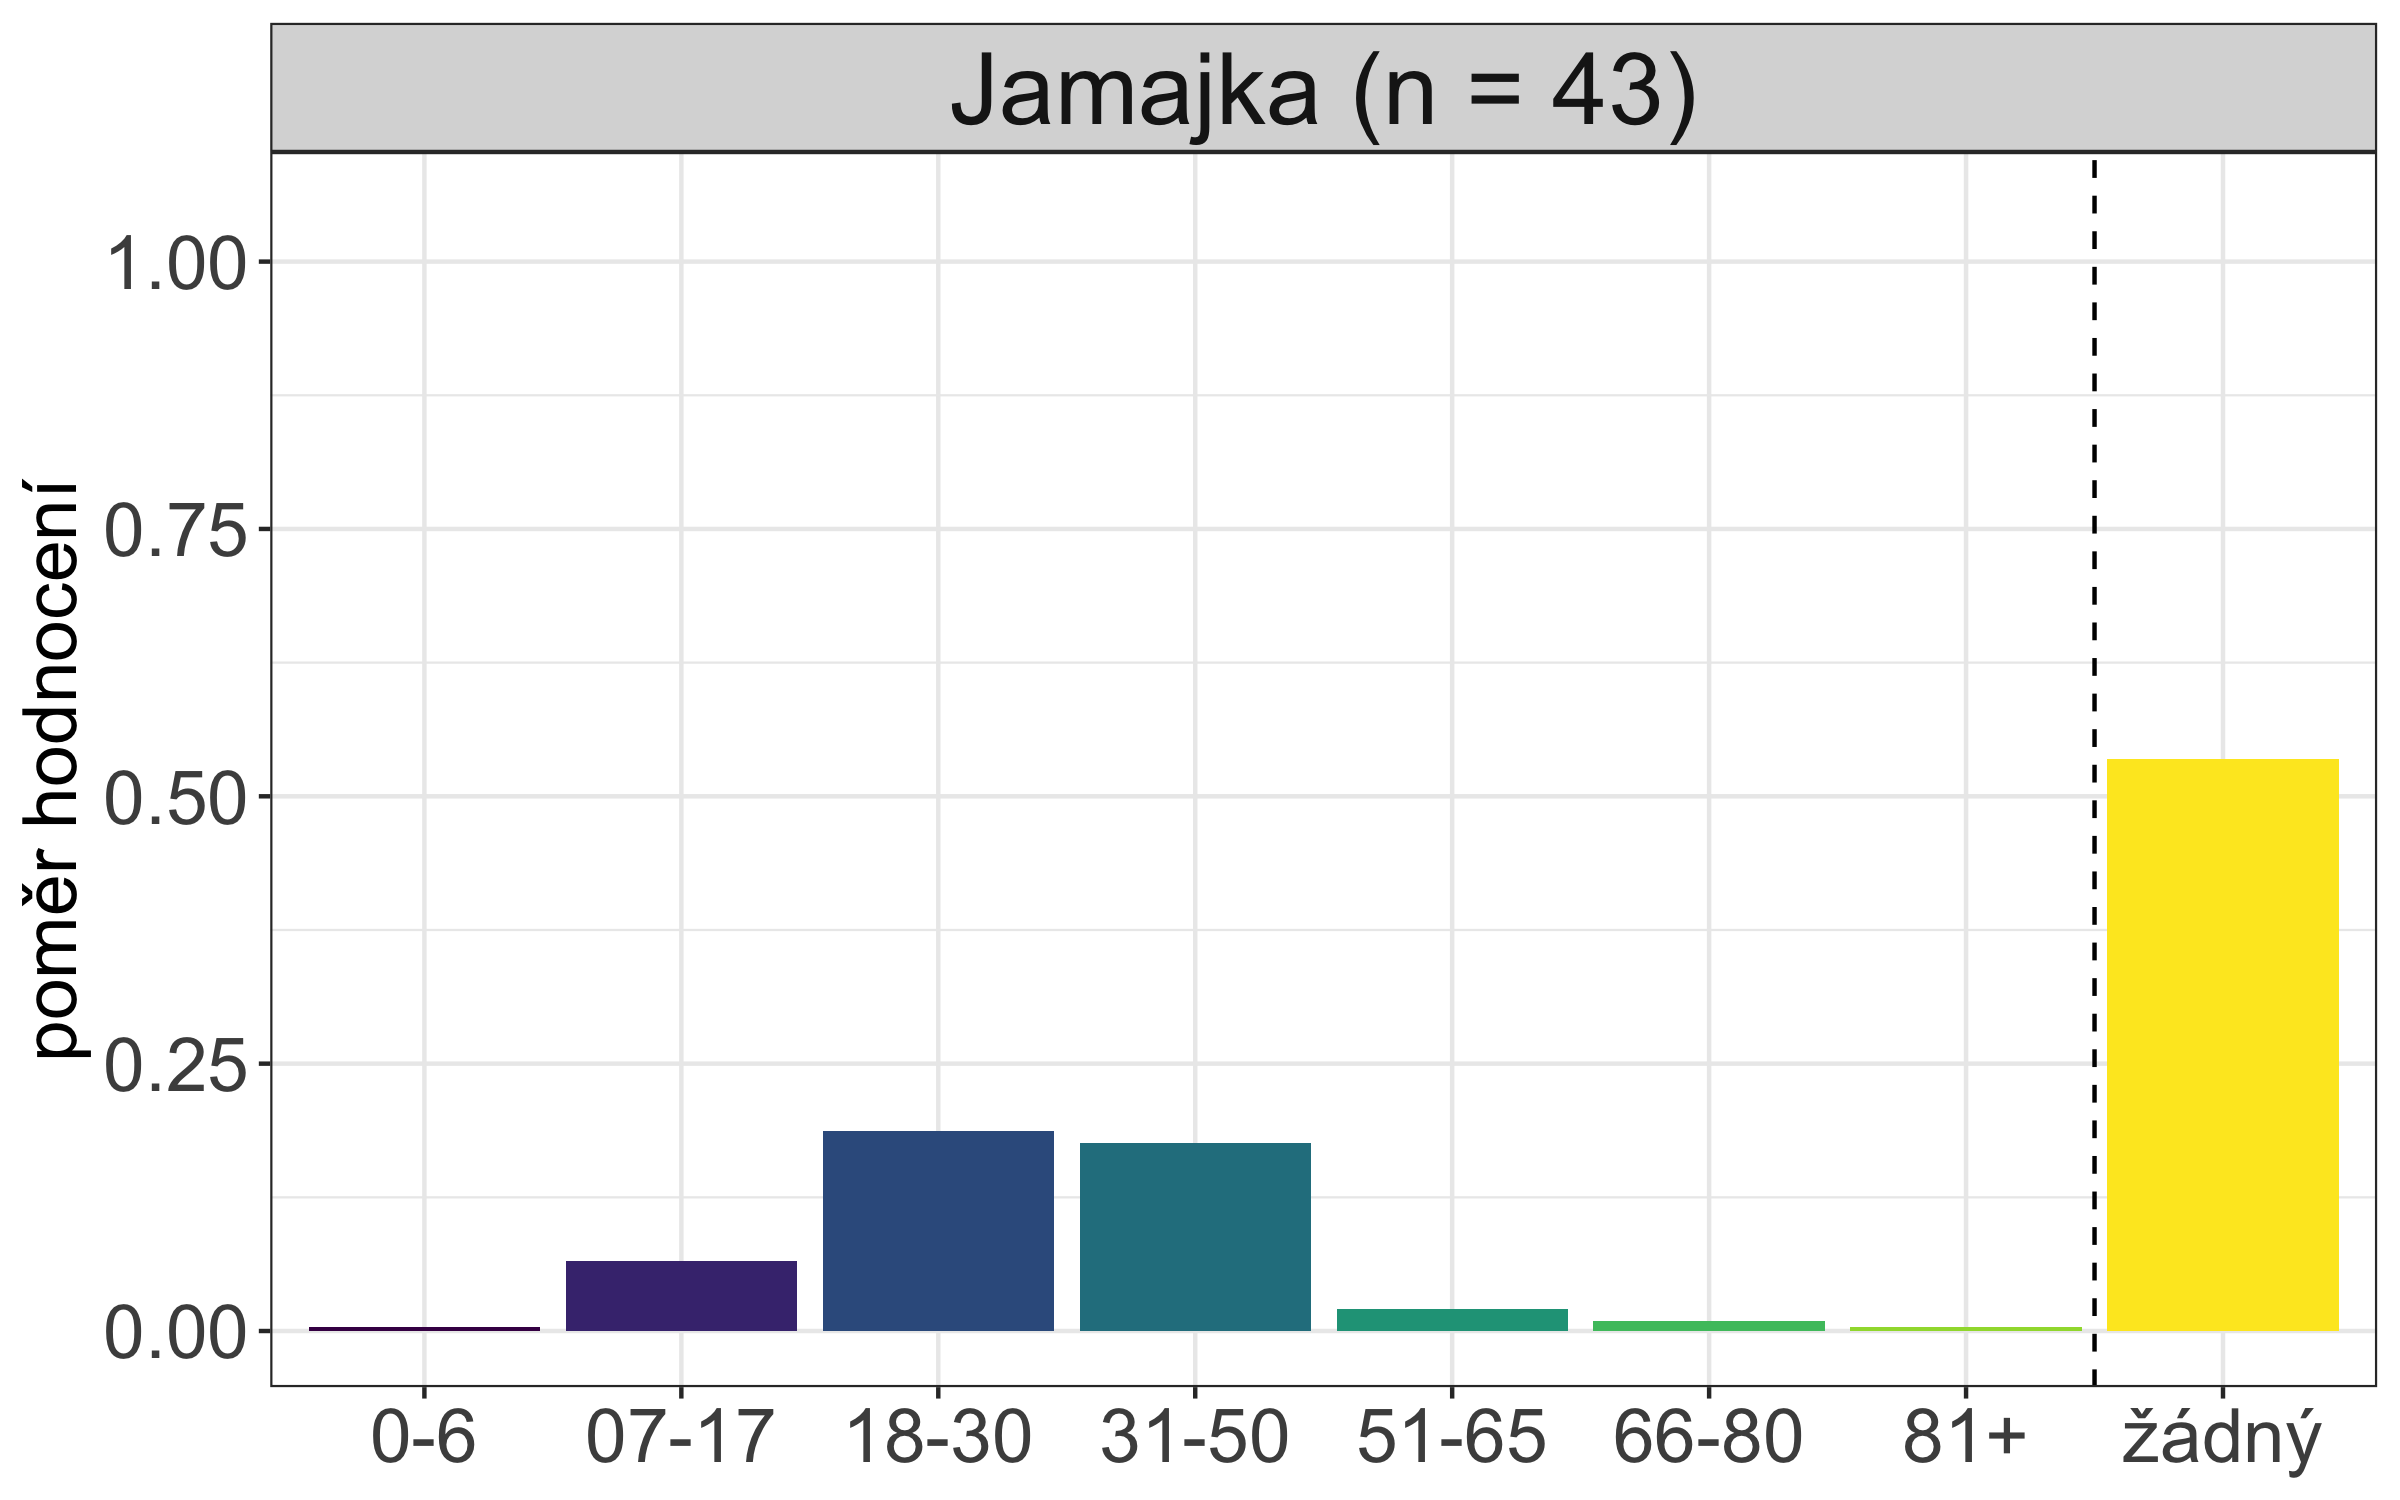 Jamajka (n = 43)
poměr hodnocení
1.00
0.75
0.50
0.25
0.00
0-6 07-17 18-30 31-50 51-65 66-80 81+ žádný